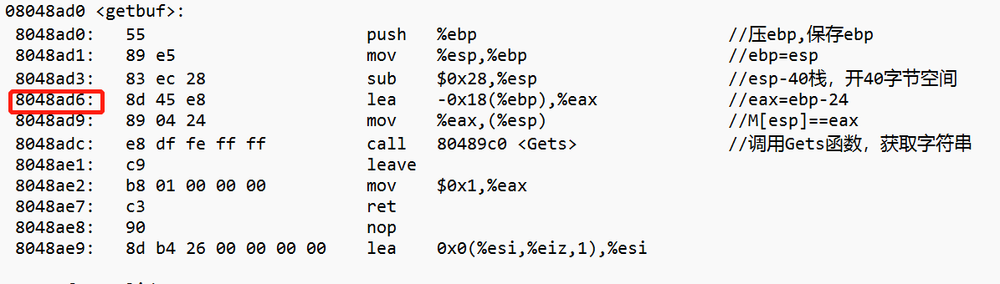 08048ad0 <getbuf>:
8048ad0: 55 push %ebp //压ebp,保存ebp
8048ad1: 89 e5 mov %esp,%ebp //ebp=esp
8048ad3: 83 ec 28 sub $0x28,%esp //esp-40栈，开40字节空间
8048ad6: 8d 45 e8 lea -0x18(%ebp),%eax //eax=ebp-24
8048ad9: 89 04 24 mov %eax,(%esp) //M[esp]==eax
8048adc: e8 df fe ff ff call 80489c0 <Gets> //调用Gets函数，获取字符串
8048ae1: c9 leave
8048ae2: b8 01 00 00 00 mov $0x1,%eax
8048ae7: c3 ret
8048ae8: 90 nop
8048ae9: 8d b4 26 00 00 00 00 lea 0x0(%esi,%eiz,1),%esi